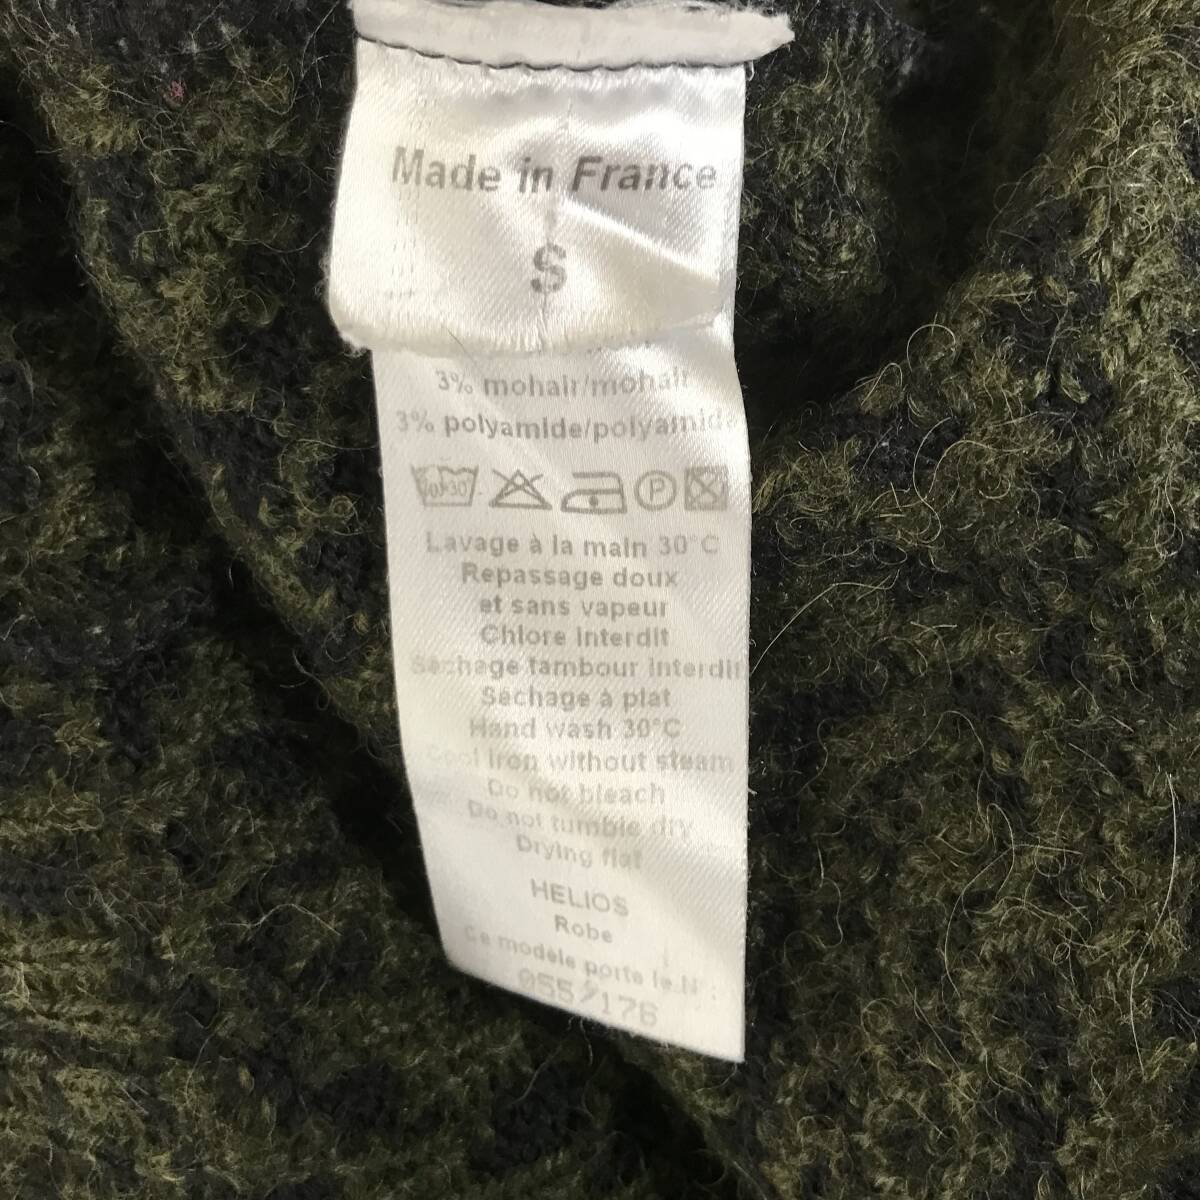 Made in France
S
3% mohair/mohair
3% polyamide/polyamide
30°
P
Lavage à la main 30°C
Repassage doux
et sans vapeur
Chlore interdit
Séchage tambour interdit
Séchage à plat
Hand wash 30°C
Cool iron without steam
Do not bleach
Do not tumble dry
Drying flat
HELIOS
Robe
Ce modèle porte le N° :
055/176